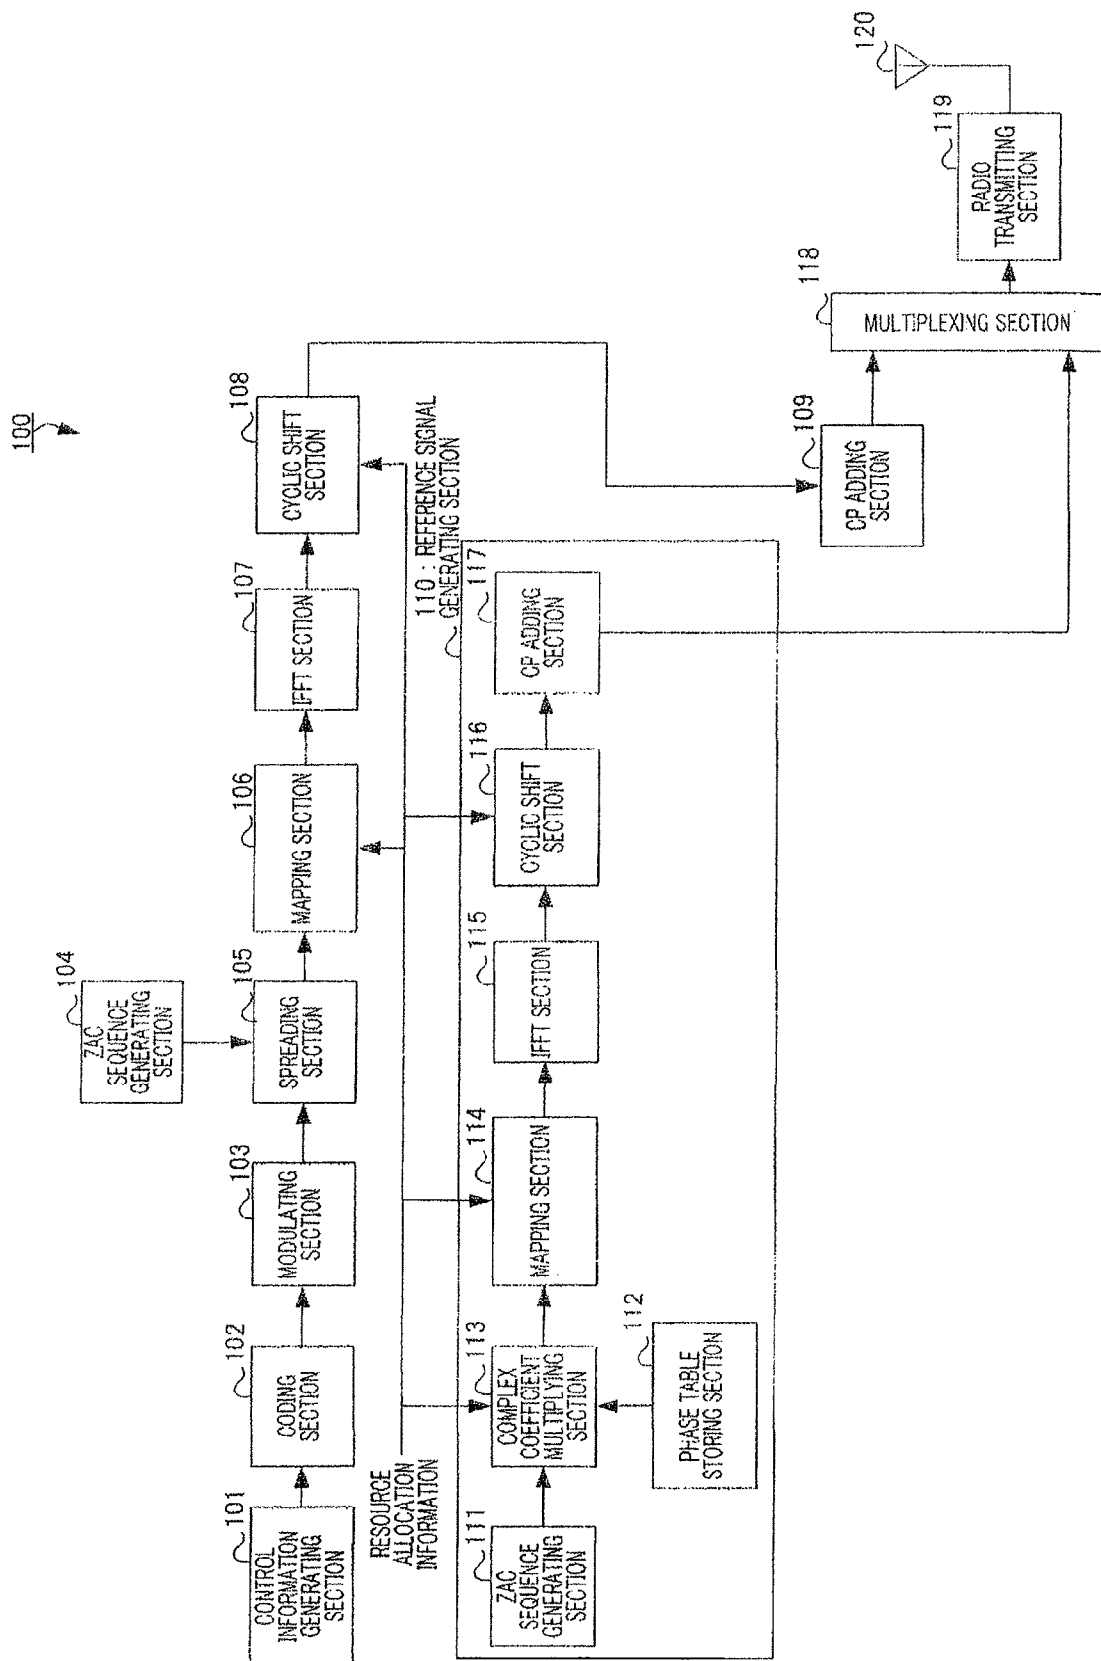 100
101
CONTROL
INFORMATION
GENERATING
SECTION
102
CODING
SECTION
103
MODULATING
SECTION
104
ZAC
SEQUENCE
GENERATING
SECTION
105
SPREADING
SECTION
106
MAPPING SECTION
107
IFFT SECTION
108
CYCLIC SHIFT
SECTION
RESOURCE
ALLOCATION
INFORMATION
110 : REFERENCE SIGNAL
GENERATING SECTION
111
ZAC
SEQUENCE
GENERATING
SECTION
113
COMPLEX
COEFFICIENT
MULTIPLYING
SECTION
112
PHASE TABLE
STORING SECTION
114
MAPPING SECTION
115
IFFT SECTION
116
CYCLIC SHIFT
SECTION
117
CP ADDING
SECTION
109
CP ADDING
SECTION
118
MULTIPLEXING SECTION
119
RADIO
TRANSMITTING
SECTION
120